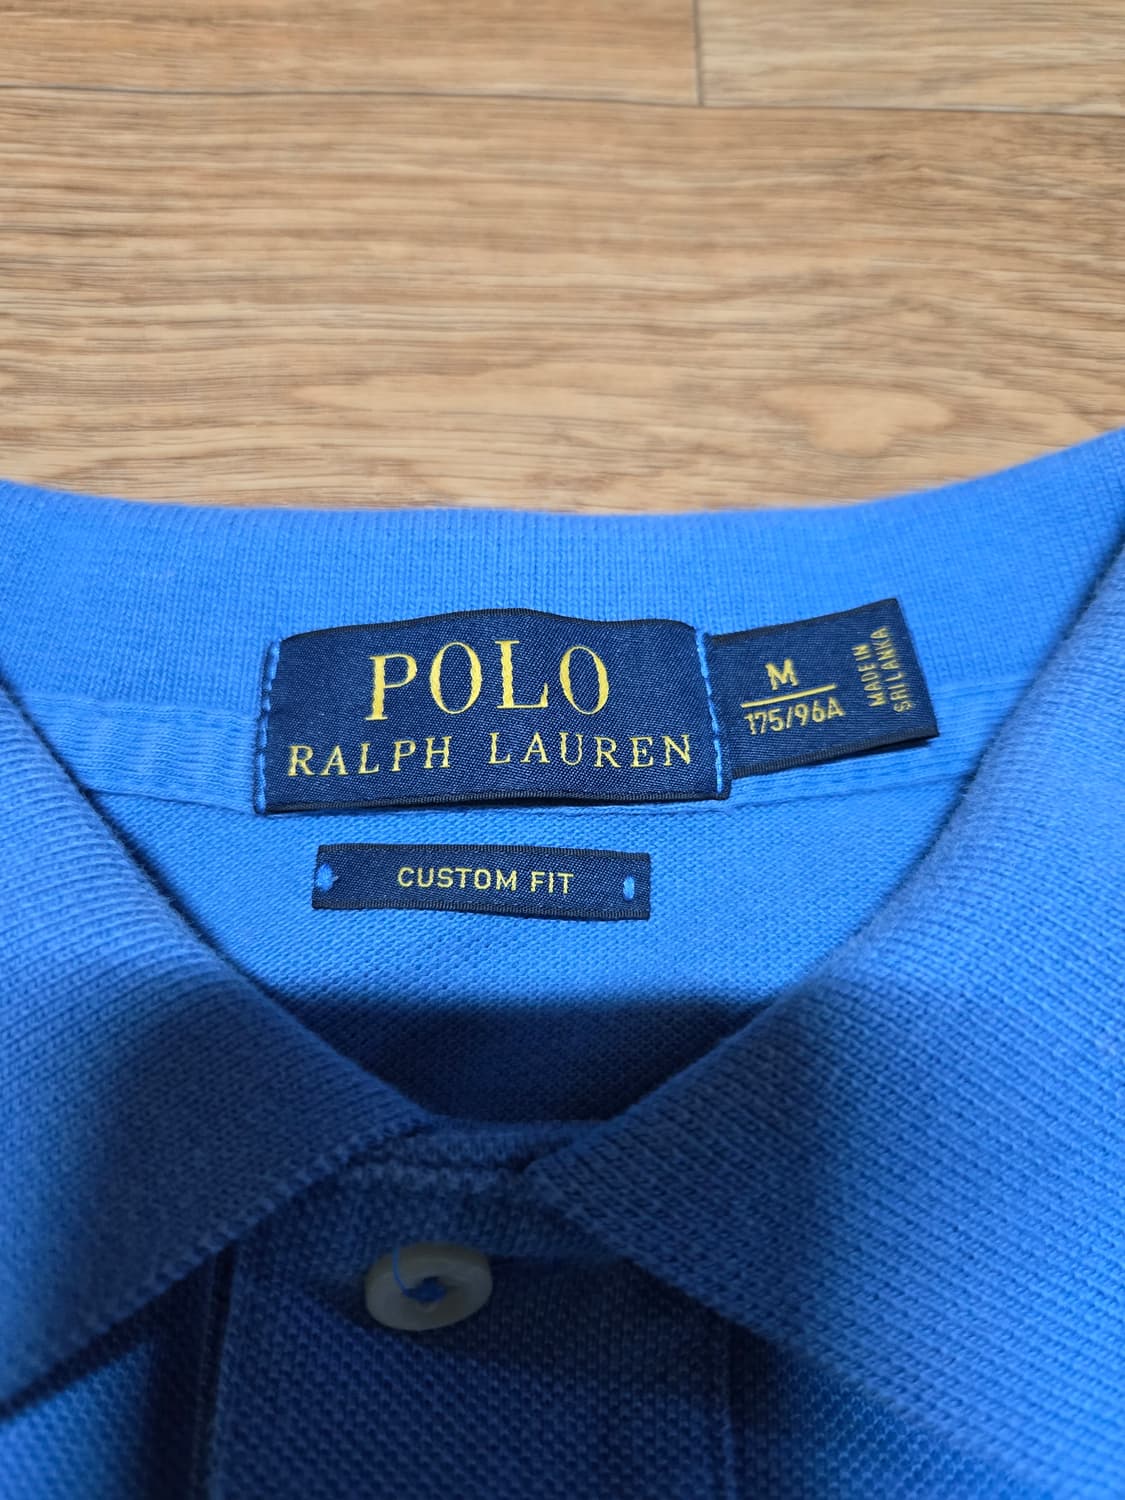 POLO
RALPH LAUREN
M
175/96A
MADE IN
SRI LANKA
CUSTOM FIT